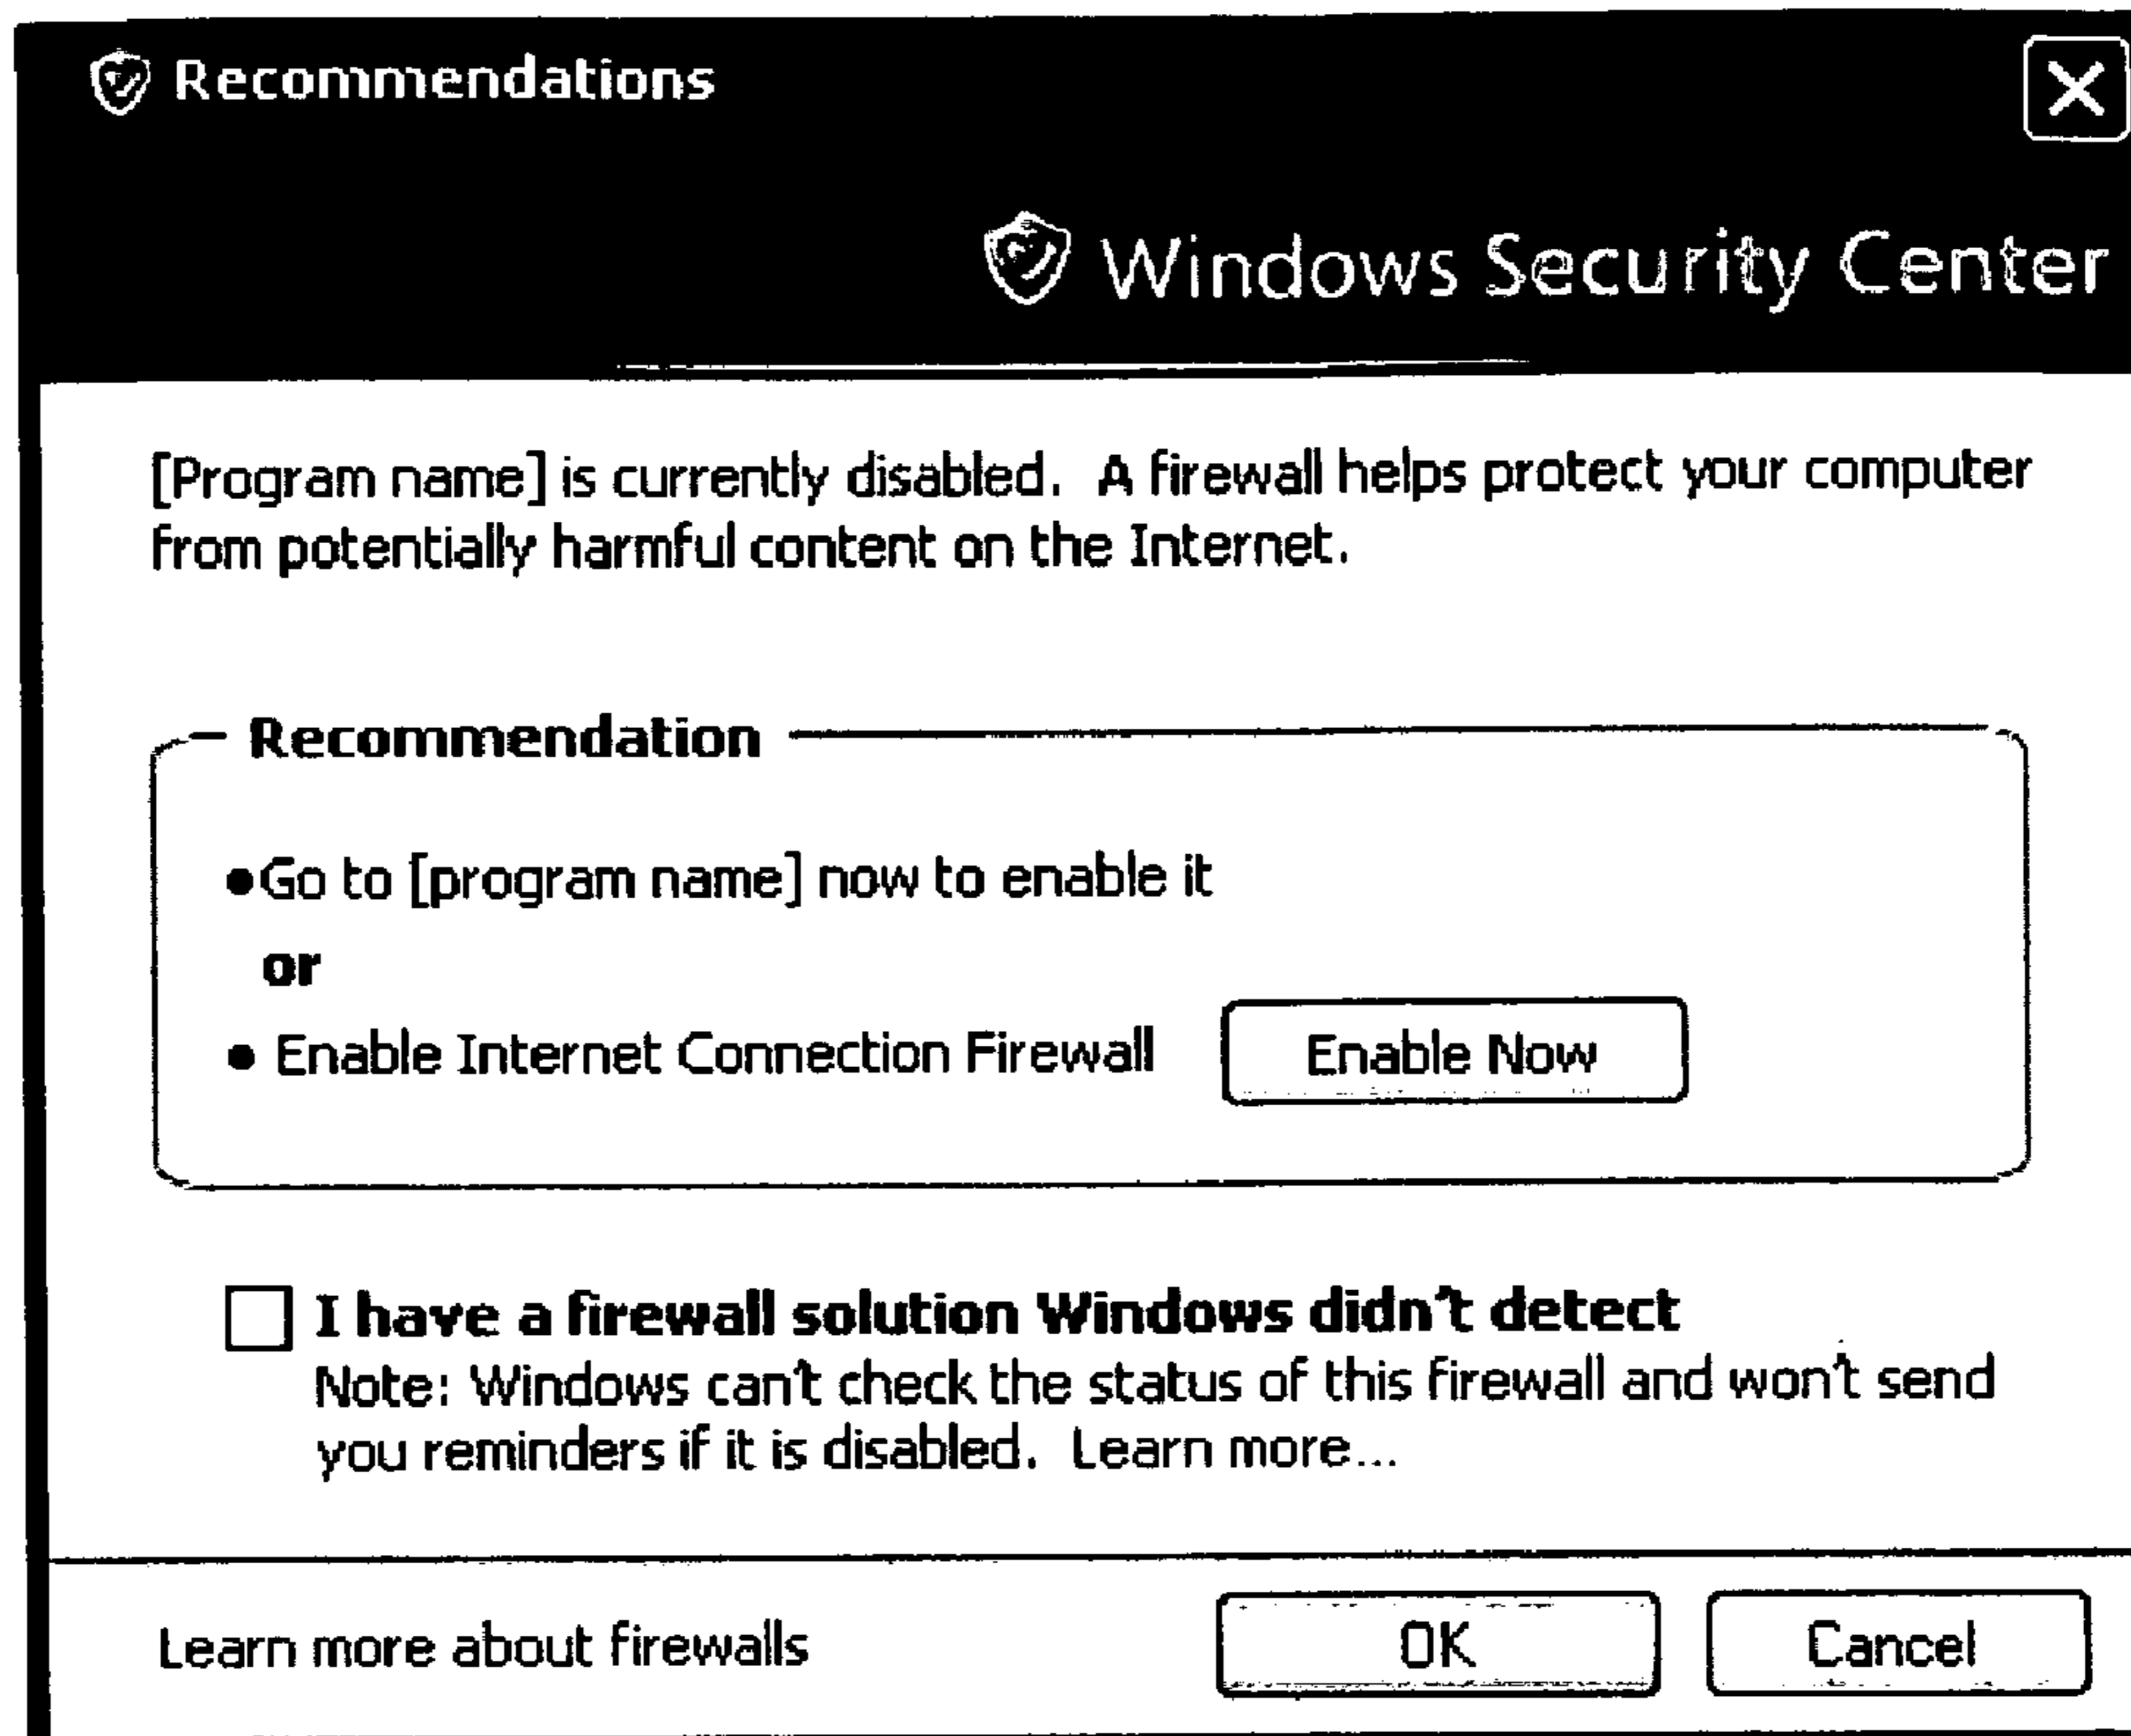 Recommendations
Windows Security Center
[Program name] is currently disabled.  A firewall helps protect your computer
from potentially harmful content on the Internet.
Recommendation
•Go to [program name] now to enable it
or
• Enable Internet Connection Firewall
Enable Now
I have a firewall solution Windows didn't detect
Note: Windows can't check the status of this firewall and won't send
you reminders if it is disabled.  Learn more...
Learn more about firewalls
OK
Cancel